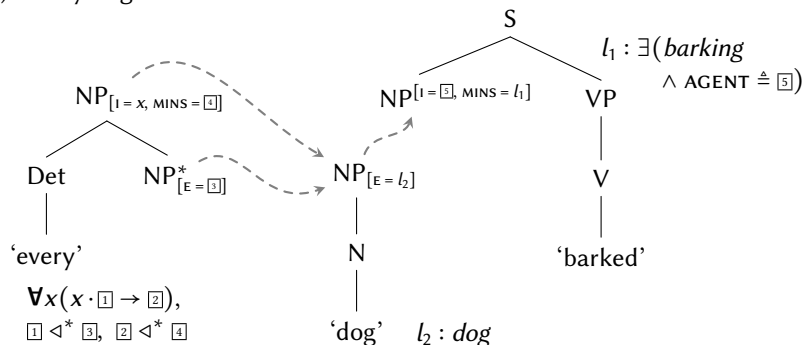 S
l₁ : ∃(barking
∧ AGENT ≜ 5)
NP[I = x, MINS = 4]
NP[I = 5, MINS = l₁]
VP
Det
NP*[E = 3]
NP[E = l₂]
V
‘every’
N
‘barked’
∀x(x · 1 → 2),
1 ◁* 3, 2 ◁* 4
‘dog’
l₂ : dog